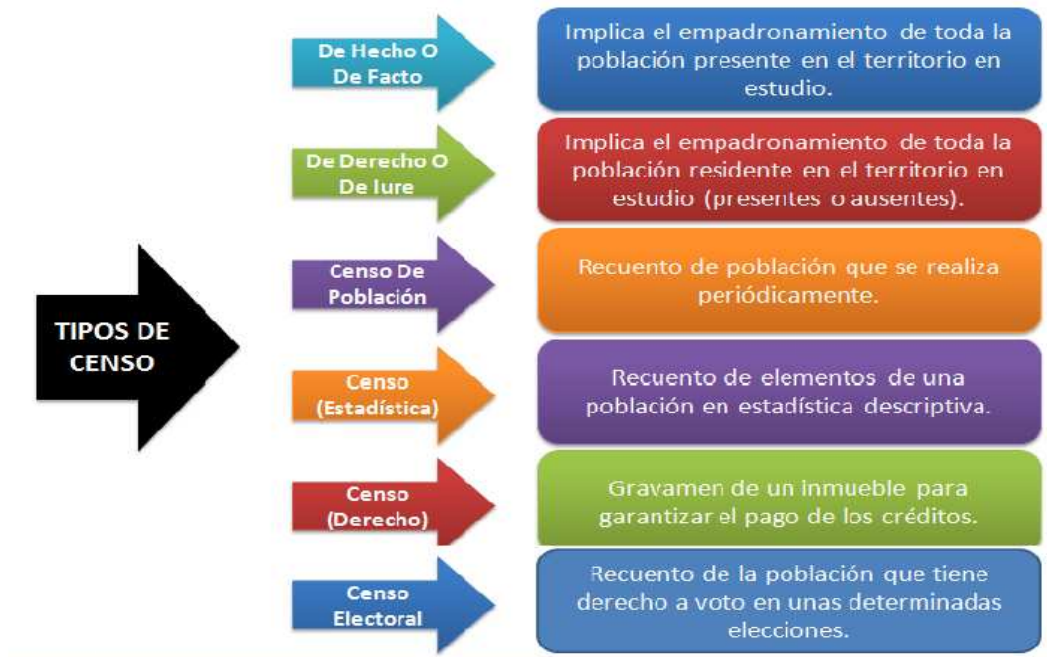 TIPOS DE
CENSO
De Hecho O
De Facto
Implica el empadronamiento de toda la
población presente en el territorio en
estudio.
De Derecho O
De Iure
Implica el empadronamiento de toda la
población residente en el territorio en
estudio (presentes o ausentes).
Censo De
Población
Recuento de población que se realiza
periódicamente.
Censo
(Estadística)
Recuento de elementos de una
población en estadística descriptiva.
Censo
(Derecho)
Gravamen de un inmueble para
garantizar el pago de los créditos.
Censo
Electoral
Recuento de la población que tiene
derecho a voto en unas determinadas
elecciones.